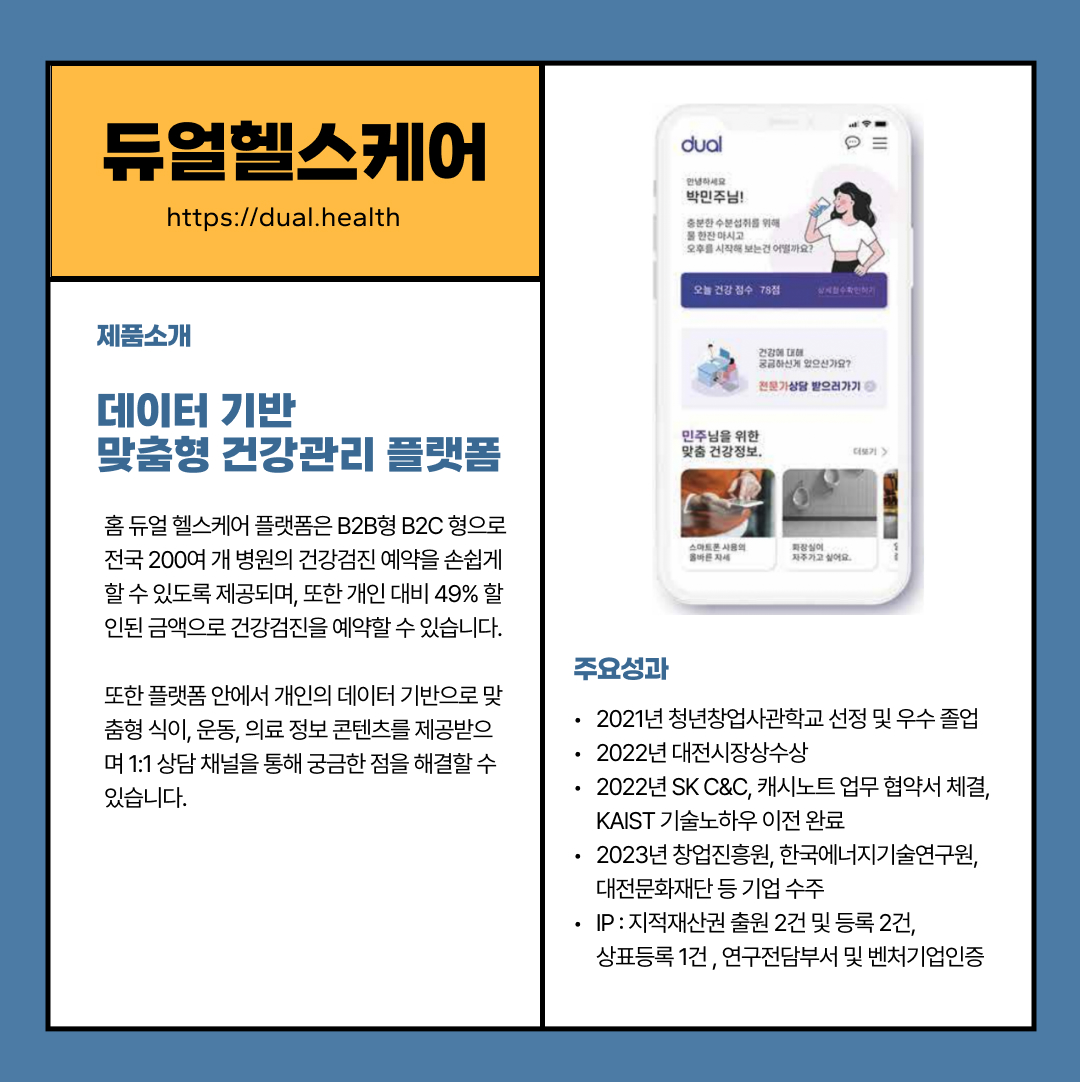 듀얼헬스케어
https://dual.health
제품소개
데이터 기반
맞춤형 건강관리 플랫폼
홈 듀얼 헬스케어 플랫폼은 B2B형 B2C 형으로
전국 200여 개 병원의 건강검진 예약을 손쉽게
할 수 있도록 제공되며, 또한 개인 대비 49% 할
인된 금액으로 건강검진을 예약할 수 있습니다.
또한 플랫폼 안에서 개인의 데이터 기반으로 맞
춤형 식이, 운동, 의료 정보 콘텐츠를 제공받으
며 1:1 상담 채널을 통해 궁금한 점을 해결할 수
있습니다.
dual
안녕하세요
박민주님!
충분한 수분섭취를 위해
물 한잔 마시고
오후를 시작해 보는건 어떨까요?
오늘 건강 점수 78점
상세점수확인하기
건강에 대해
궁금하신게 있으신가요?
전문가상담 받으러가기
민주님을 위한
맞춤 건강정보.
더보기 >
스마트폰 사용의
올바른 자세
화장실이
자주가고 싶어요.
주요성과
• 2021년 청년창업사관학교 선정 및 우수 졸업
• 2022년 대전시장상수상
• 2022년 SK C&C, 캐시노트 업무 협약서 체결,
KAIST 기술노하우 이전 완료
• 2023년 창업진흥원, 한국에너지기술연구원,
대전문화재단 등 기업 수주
• IP : 지적재산권 출원 2건 및 등록 2건,
상표등록 1건 , 연구전담부서 및 벤처기업인증